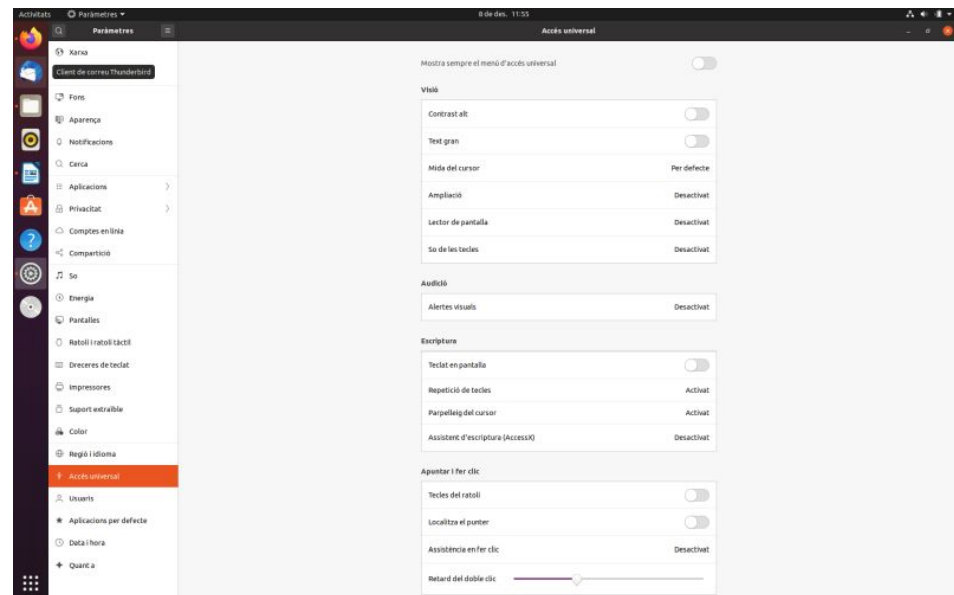 Activitats Paràmetres 8 de des. 11:55
Paràmetres Accés universal
Xarxa
Client de correu Thunderbird
Fons
Aparença
Notificacions
Cerca
Aplicacions
Privacitat
Comptes en línia
Compartició
So
Energia
Pantalles
Ratolí i ratolí tàctil
Dreceres de teclat
Impressores
Suport extraïble
Color
Regió i idioma
Accés universal
Usuaris
Aplicacions per defecte
Data i hora
Quant a
Mostra sempre el menú d'accés universal
Visió
Contrast alt
Text gran
Mida del cursor Per defecte
Ampliació Desactivat
Lector de pantalla Desactivat
So de les tecles Desactivat
Audició
Alertes visuals Desactivat
Escriptura
Teclat en pantalla
Repetició de tecles Activat
Parpelleig del cursor Activat
Assistent d'escriptura (AccessX) Desactivat
Apuntar i fer clic
Tecles del ratolí
Localitza el punter
Assistència en fer clic Desactivat
Retard del doble clic